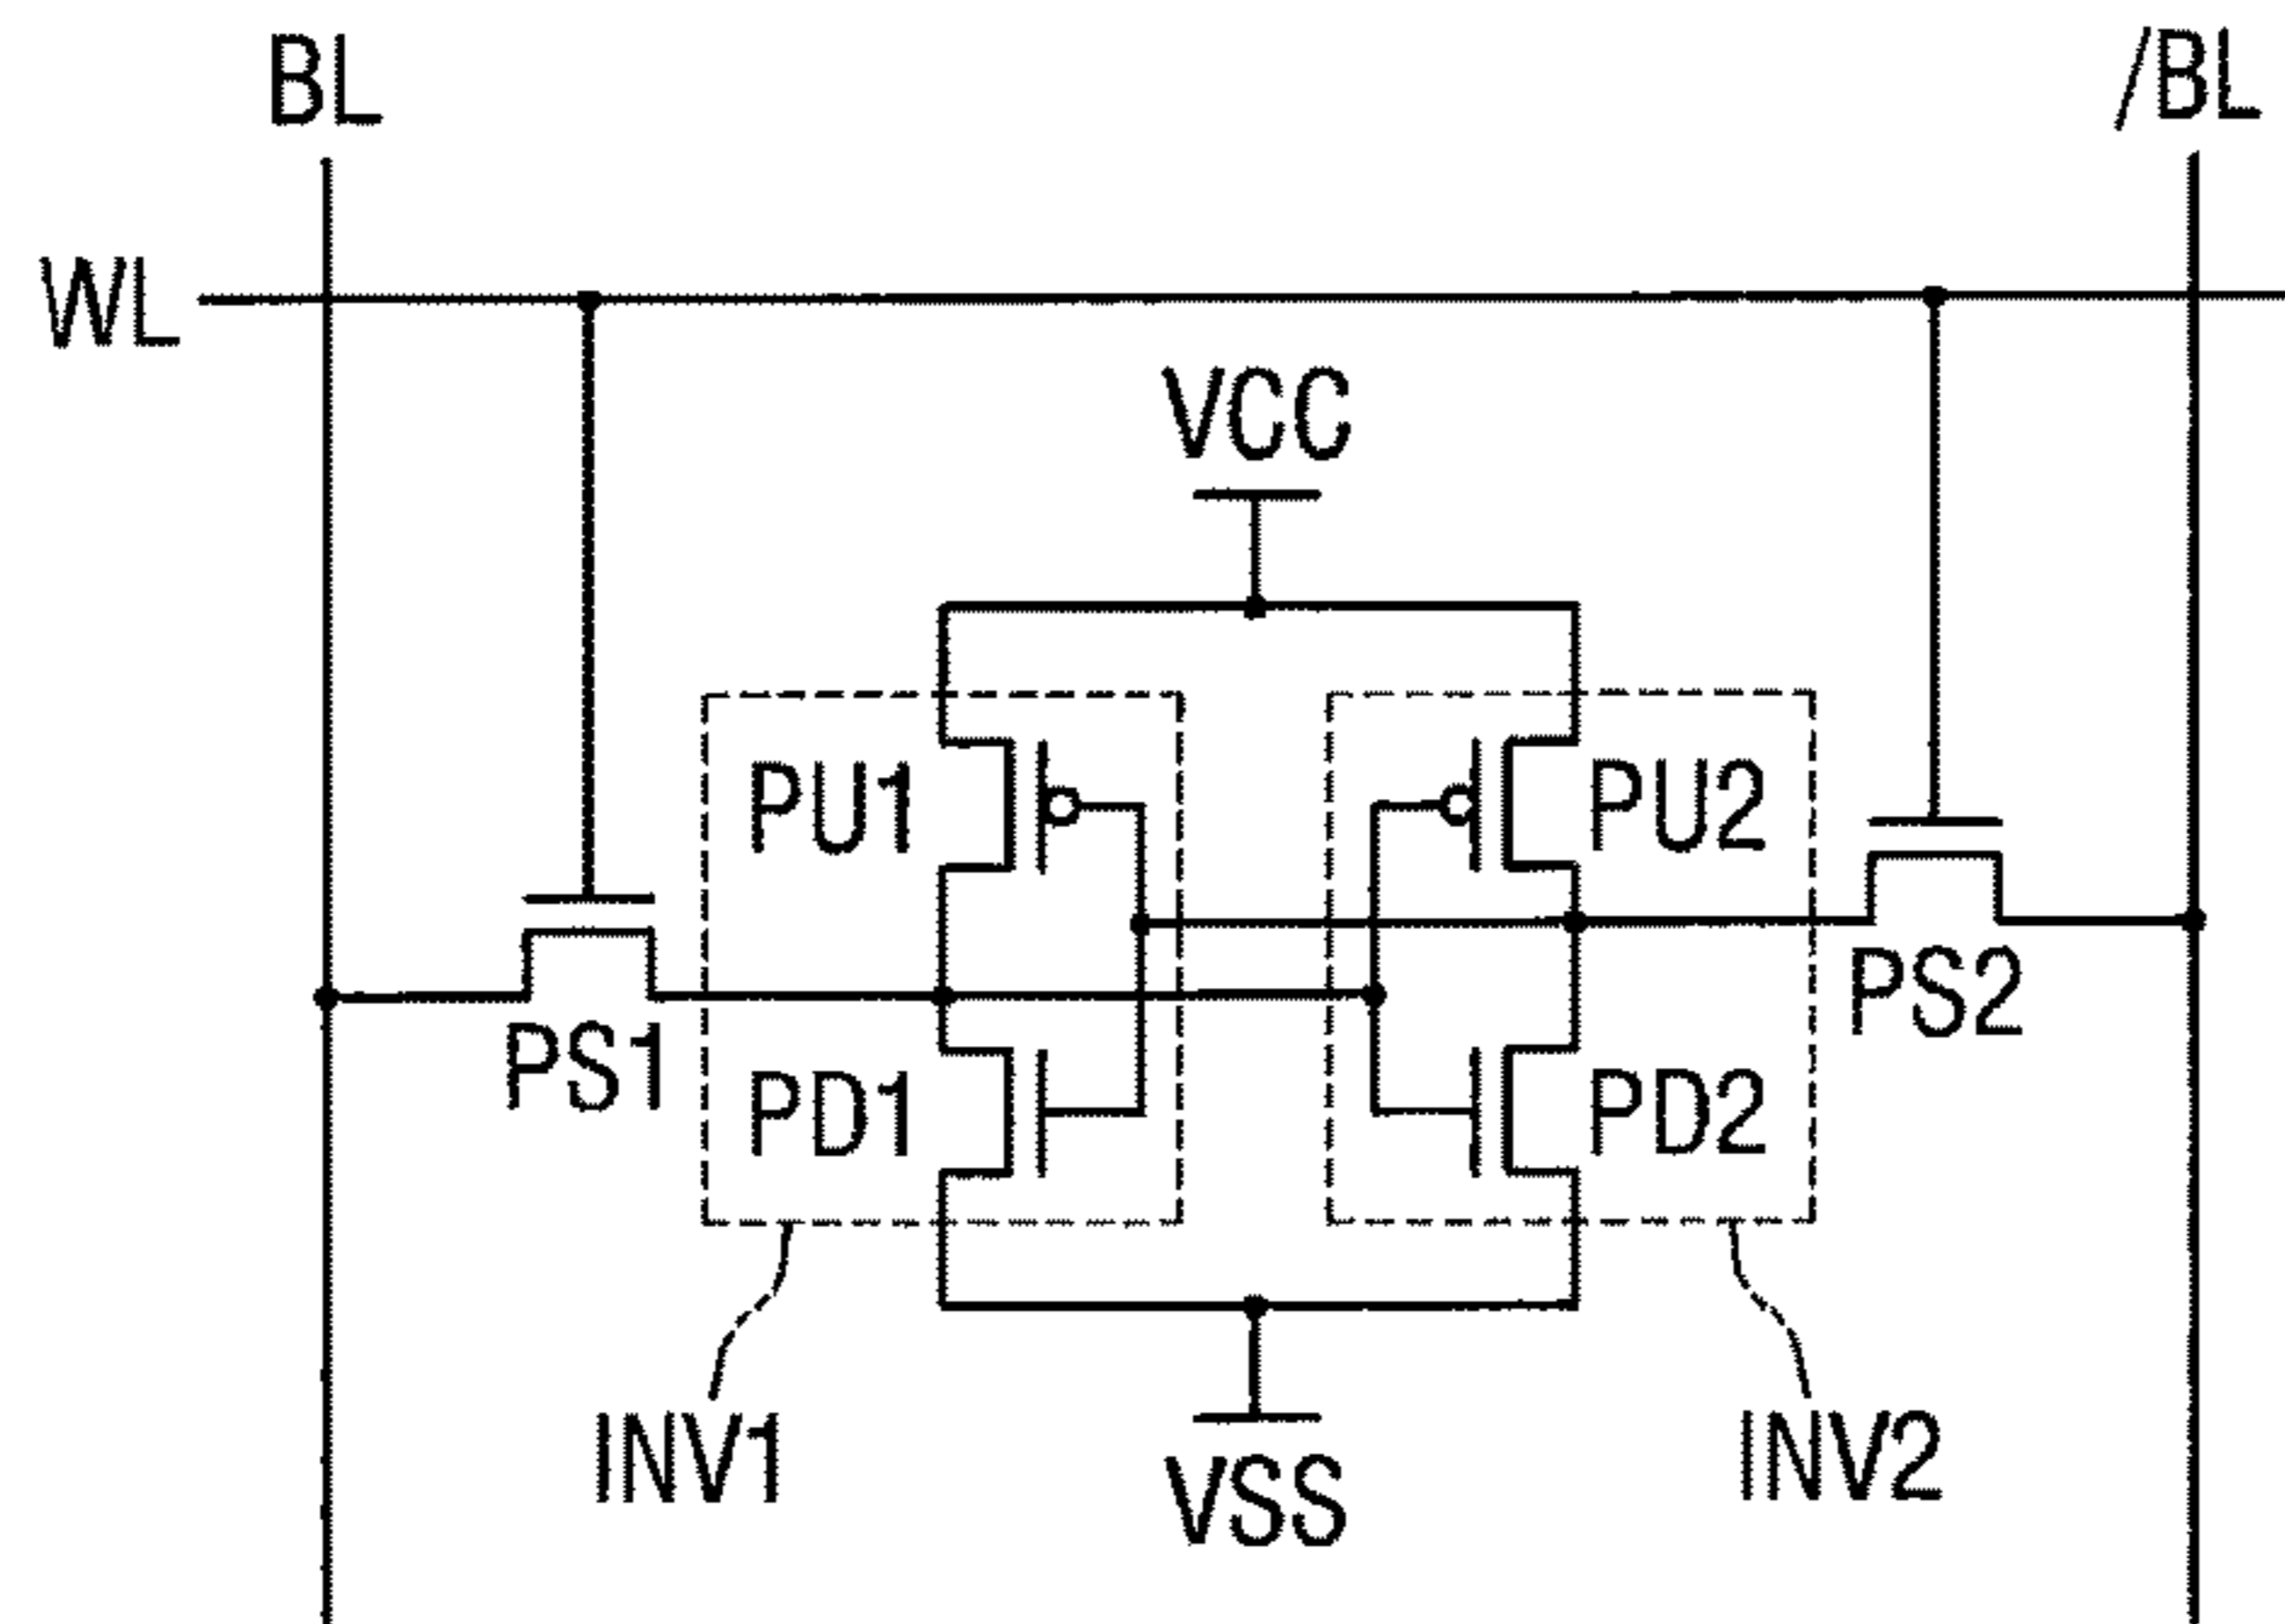 BL
/BL
WL
VCC
PU1
PU2
PS1
PS2
PD1
PD2
INV1
VSS
INV2